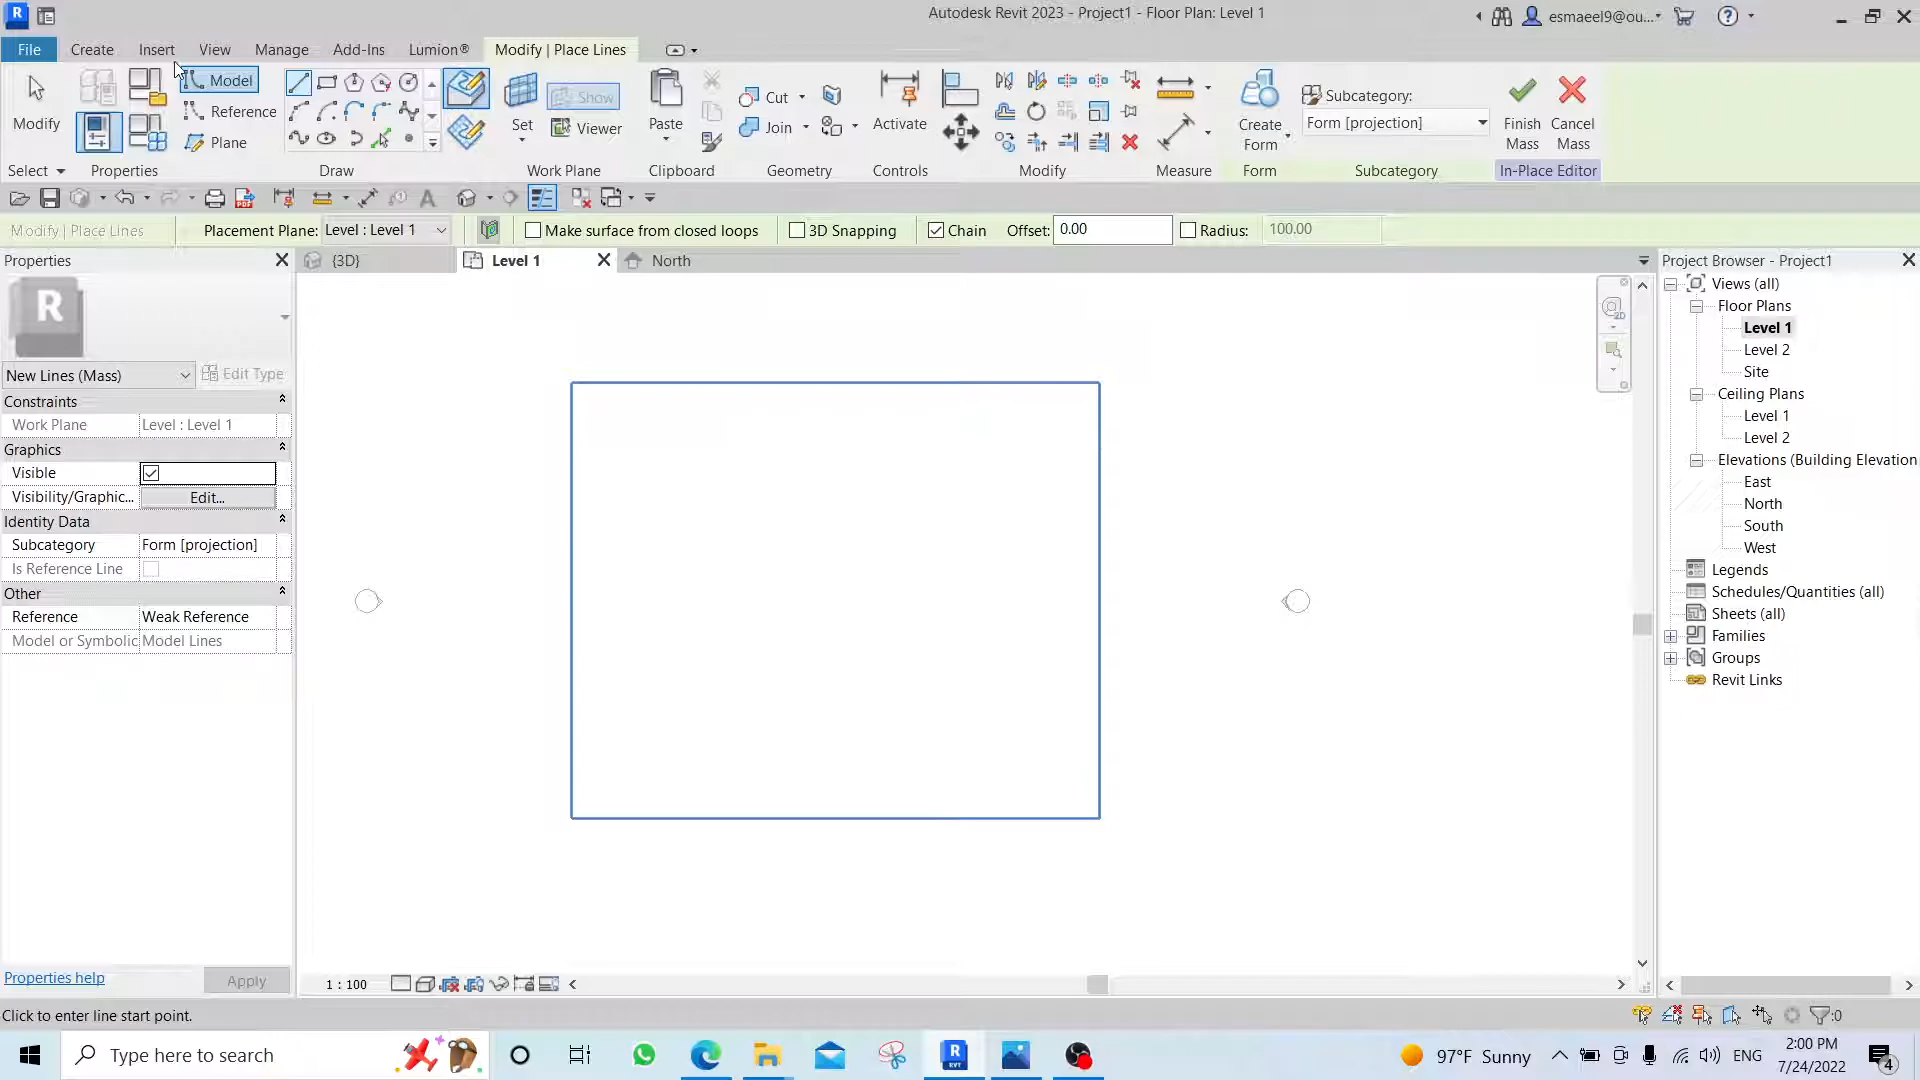 Autodesk Revit 2023 - Project1 - Floor Plan: Level 1
esmaeel9@ou...
File Create Insert View Manage Add-Ins Lumion® Modify | Place Lines
Modify
Model
Reference
Plane
Set
Show
Viewer
Paste
Cut
Join
Activate
Create Form
Subcategory:
Form [projection]
Finish Mass
Cancel Mass
Select Properties Draw Work Plane Clipboard Geometry Controls Modify Measure Form Subcategory In-Place Editor
Modify | Place Lines Placement Plane: Level : Level 1 Make surface from closed loops 3D Snapping Chain Offset: 0.00 Radius: 100.00
Properties
{3D} Level 1 North
R
New Lines (Mass) Edit Type
Constraints
Work Plane Level : Level 1
Graphics
Visible
Visibility/Graphic... Edit...
Identity Data
Subcategory Form [projection]
Is Reference Line
Other
Reference Weak Reference
Model or Symbolic Model Lines
Properties help Apply
2D
1 : 100
Project Browser - Project1
Views (all)
Floor Plans
Level 1
Level 2
Site
Ceiling Plans
Level 1
Level 2
Elevations (Building Elevation
East
North
South
West
Legends
Schedules/Quantities (all)
Sheets (all)
Families
Groups
Revit Links
Click to enter line start point.
:0
Type here to search
97°F Sunny
ENG
2:00 PM
7/24/2022
4